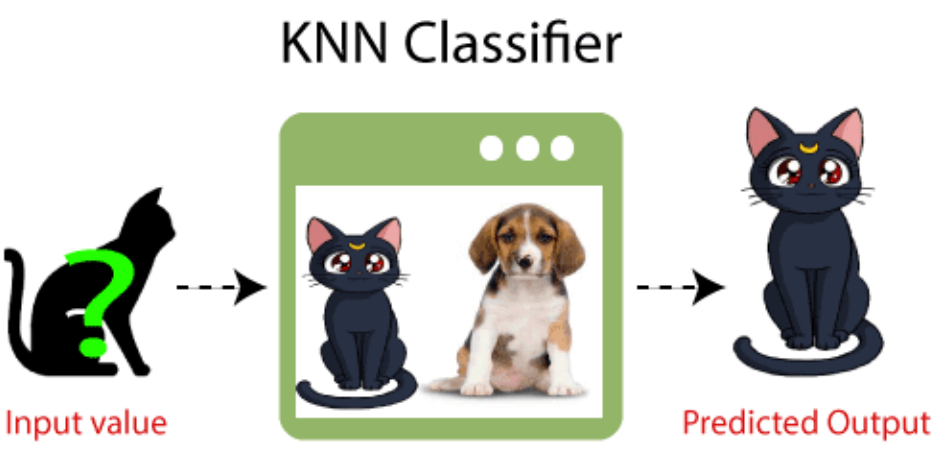 KNN Classifier
?
Input value
Predicted Output